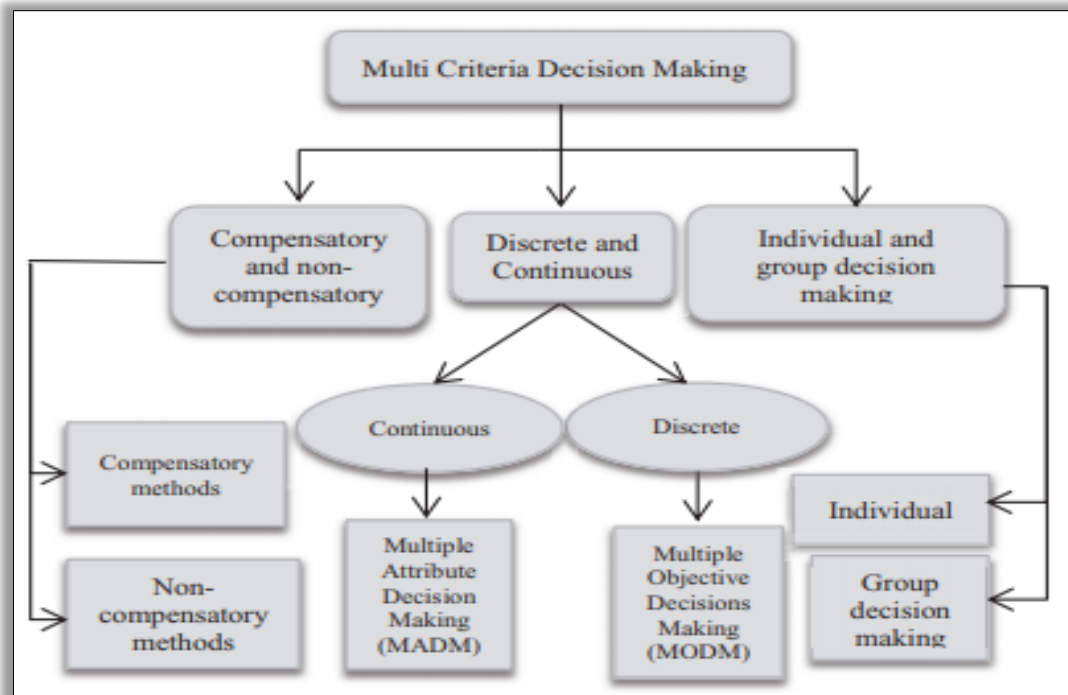 Multi Criteria Decision Making
Compensatory
and non-
compensatory
Discrete and
Continuous
Individual and
group decision
making
Continuous
Discrete
Compensatory
methods
Non-
compensatory
methods
Multiple
Attribute
Decision
Making
(MADM)
Multiple
Objective
Decisions
Making
(MODM)
Individual
Group
decision
making